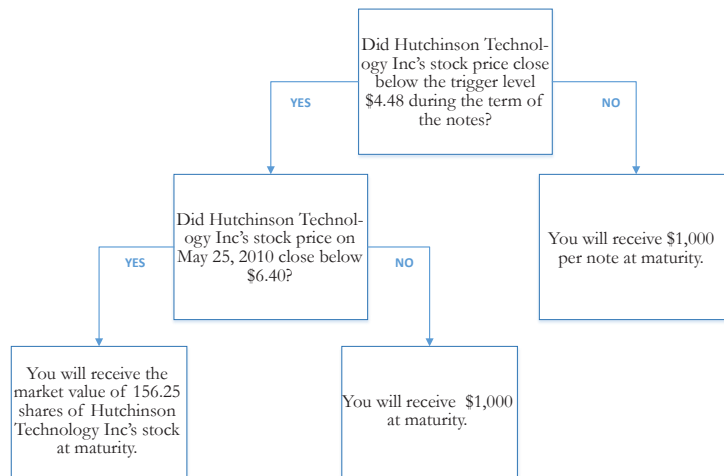 Did Hutchinson Technol-
ogy Inc’s stock price close
below the trigger level
$4.48 during the term of
the notes?
YES
NO
Did Hutchinson Technol-
ogy Inc’s stock price on
May 25, 2010 close below
$6.40?
You will receive $1,000
per note at maturity.
YES
NO
You will receive the
market value of 156.25
shares of Hutchinson
Technology Inc’s stock
at maturity.
You will receive $1,000
at maturity.